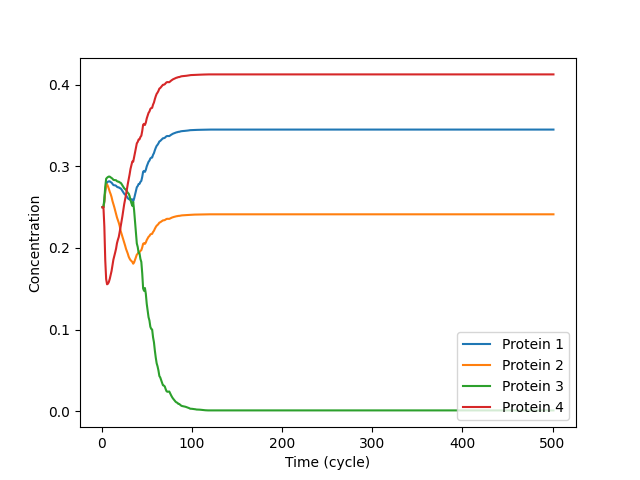 0.4
0.3
0.2
0.1
0.0
Concentration
0
100
200
300
400
500
Time (cycle)
Protein 1
Protein 2
Protein 3
Protein 4